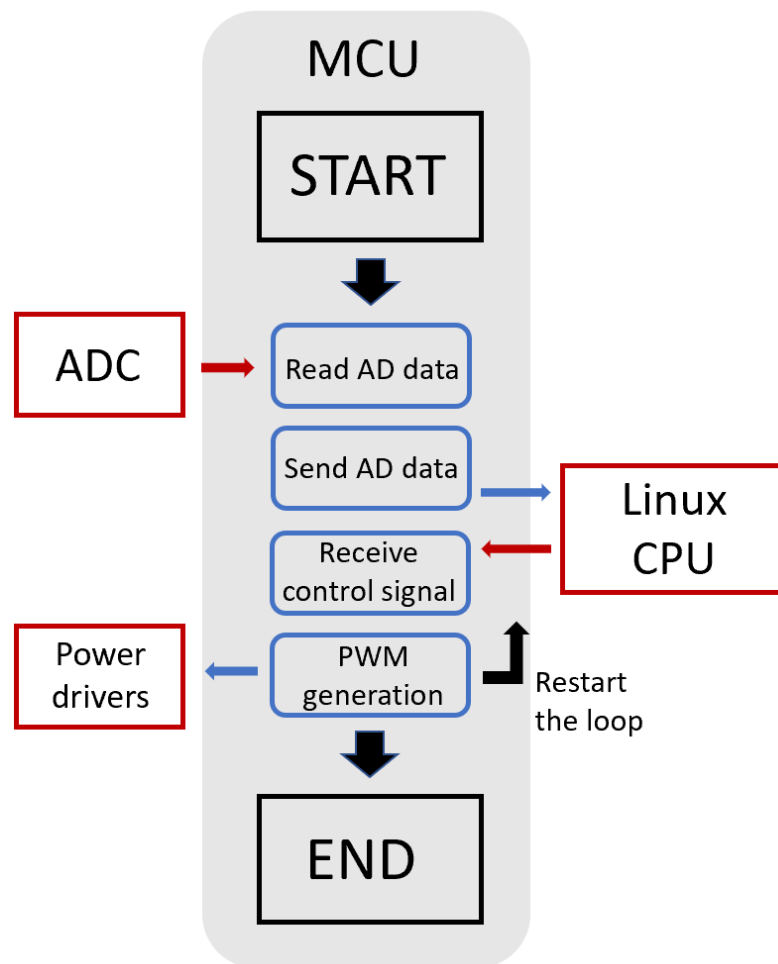 MCU
START
ADC
Read AD data
Send AD data
Linux
CPU
Receive
control signal
Power
drivers
PWM
generation
Restart
the loop
END